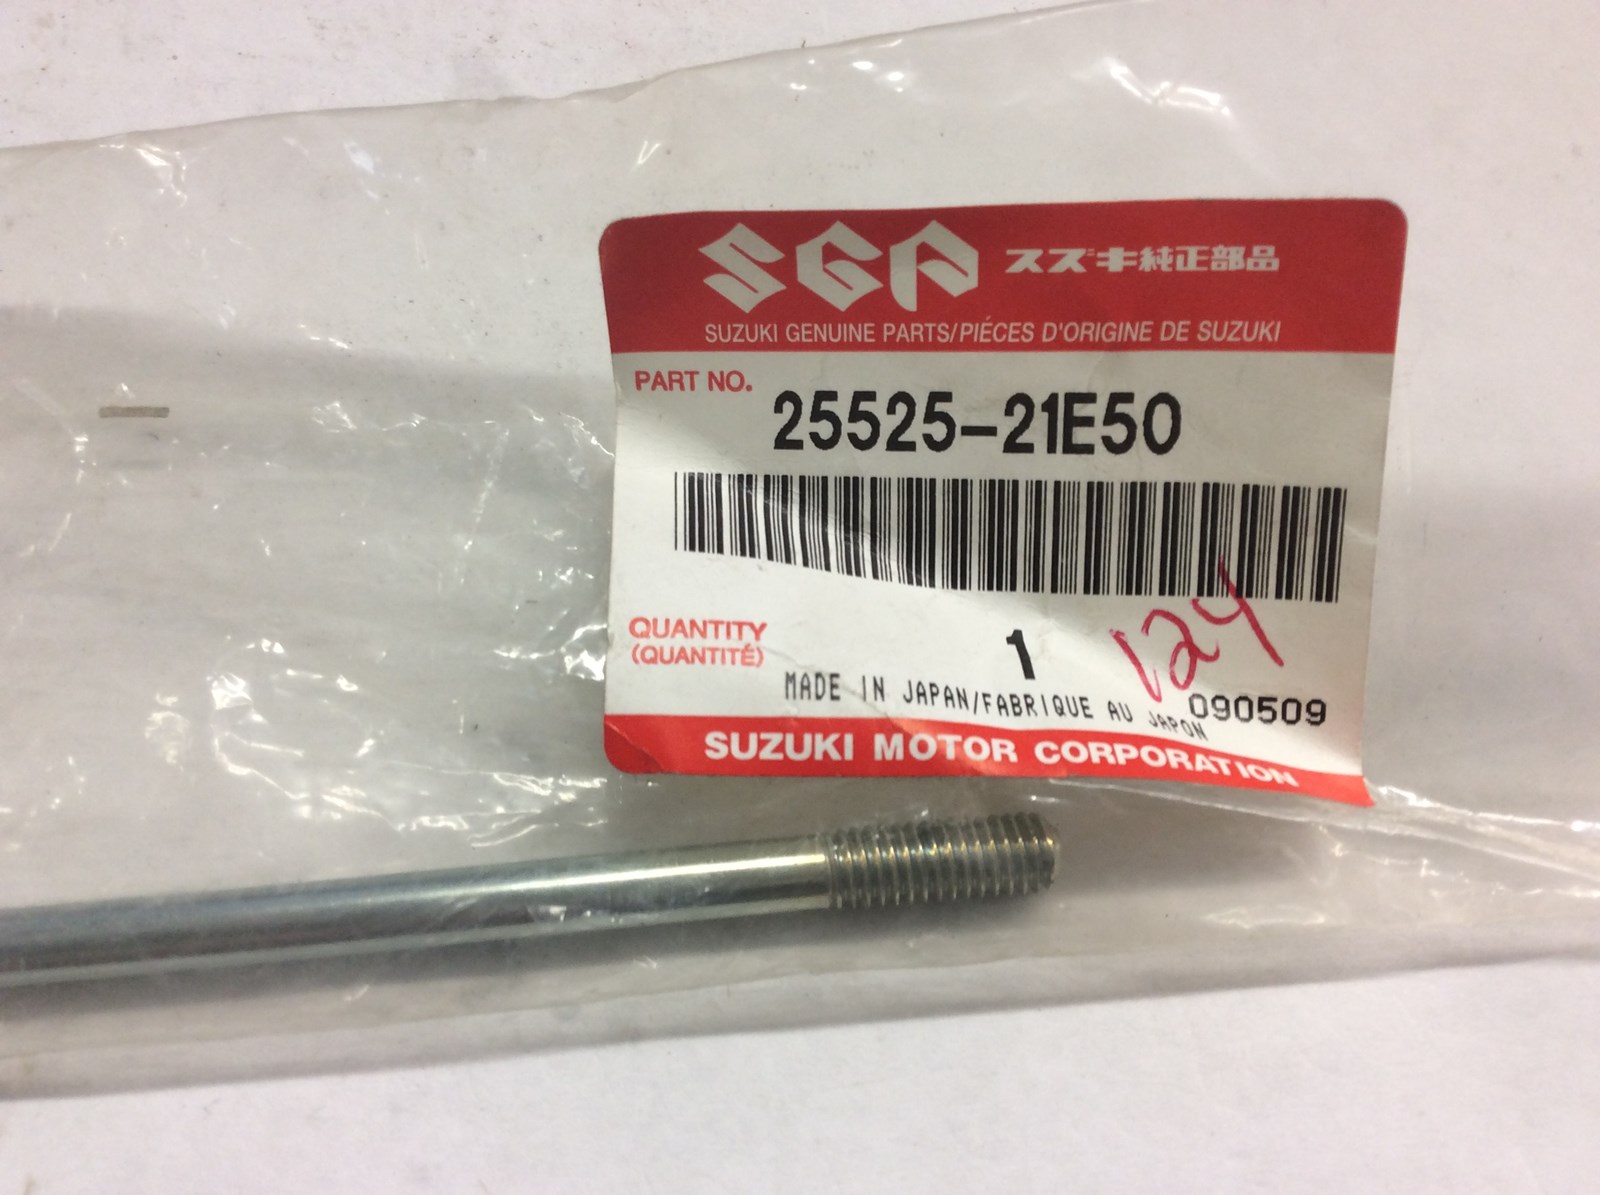 SGP スズキ純正部品
SUZUKI GENUINE PARTS/PIÉCES D'ORIGINE DE SUZUKI
PART NO. 25525-21E50
QUANTITY
(QUANTITÉ)
1
124
MADE IN JAPAN/FABRIQUE AU JAPON
090509
SUZUKI MOTOR CORPORATION